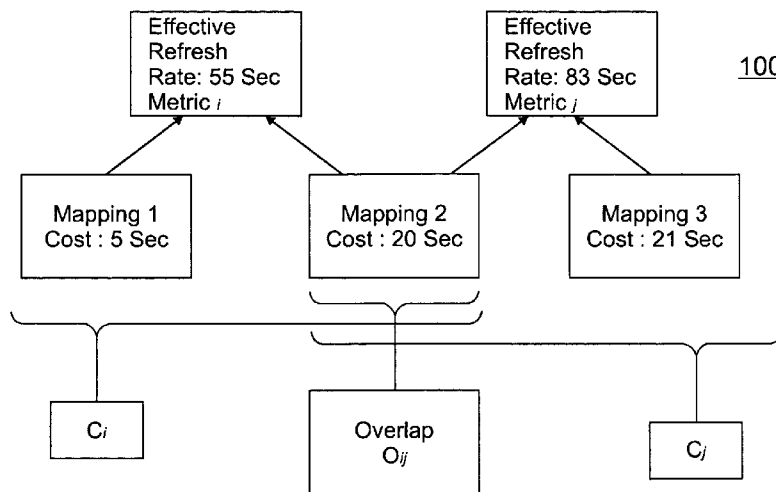 Effective
Refresh
Rate: 55 Sec
Metric i
Effective
Refresh
Rate: 83 Sec
Metric j
100
Mapping 1
Cost : 5 Sec
Mapping 2
Cost : 20 Sec
Mapping 3
Cost : 21 Sec
Ci
Overlap
Oij
Cj